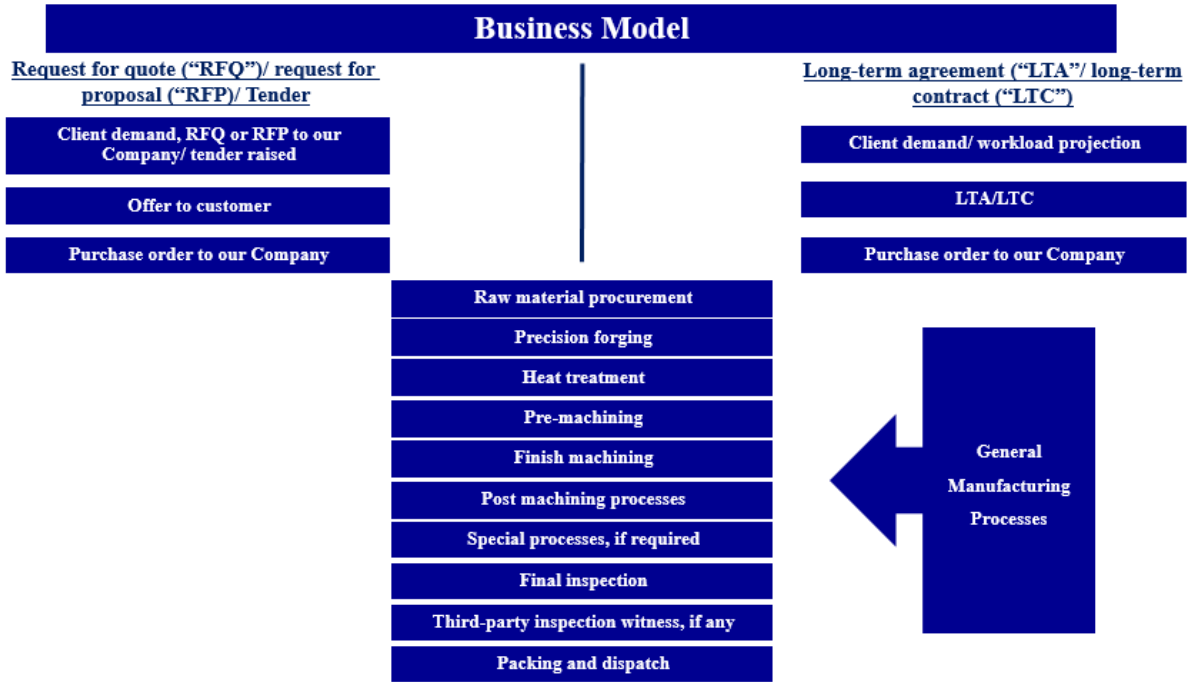 Business Model
Request for quote (“RFQ”)/ request for
proposal (“RFP)/ Tender
Client demand, RFQ or RFP to our
Company/ tender raised
Offer to customer
Purchase order to our Company
Long-term agreement (“LTA”/ long-term
contract (“LTC”)
Client demand/ workload projection
LTA/LTC
Purchase order to our Company
Raw material procurement
Precision forging
Heat treatment
Pre-machining
Finish machining
Post machining processes
Special processes, if required
Final inspection
Third-party inspection witness, if any
Packing and dispatch
General
Manufacturing
Processes